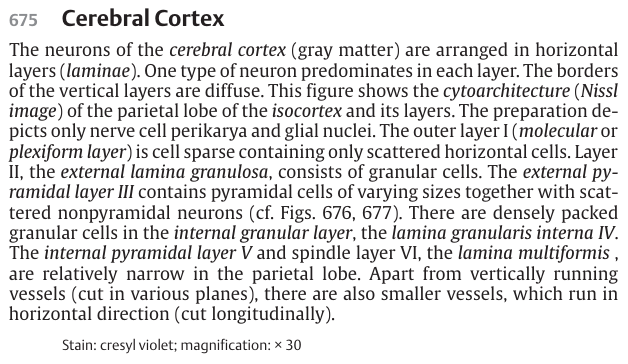 675 Cerebral Cortex
The neurons of the cerebral cortex (gray matter) are arranged in horizontal
layers (laminae). One type of neuron predominates in each layer. The borders
of the vertical layers are diffuse. This figure shows the cytoarchitecture (Nissl
image) of the parietal lobe of the isocortex and its layers. The preparation de-
picts only nerve cell perikarya and glial nuclei. The outer layer I (molecular or
plexiform layer) is cell sparse containing only scattered horizontal cells. Layer
II, the external lamina granulosa, consists of granular cells. The external py-
ramidal layer III contains pyramidal cells of varying sizes together with scat-
tered nonpyramidal neurons (cf. Figs. 676, 677). There are densely packed
granular cells in the internal granular layer, the lamina granularis interna IV.
The internal pyramidal layer V and spindle layer VI, the lamina multiformis ,
are relatively narrow in the parietal lobe. Apart from vertically running
vessels (cut in various planes), there are also smaller vessels, which run in
horizontal direction (cut longitudinally).
Stain: cresyl violet; magnification: × 30